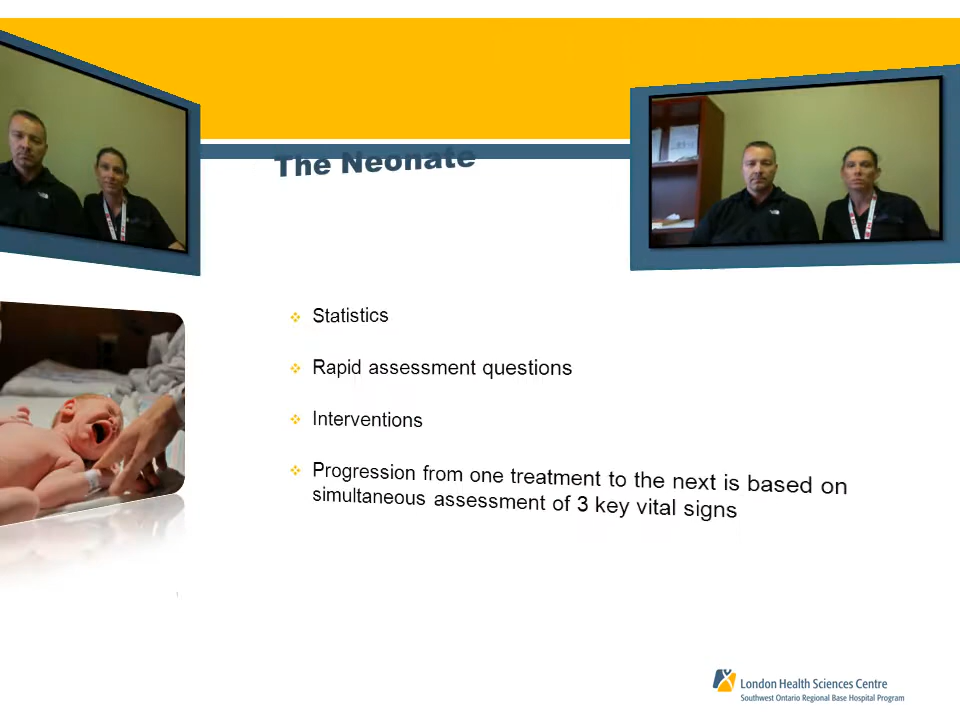 The Neonate
Statistics
Rapid assessment questions
Interventions
Progression from one treatment to the next is based on
simultaneous assessment of 3 key vital signs
London Health Sciences Centre
Southwest Ontario Regional Base Hospital Program